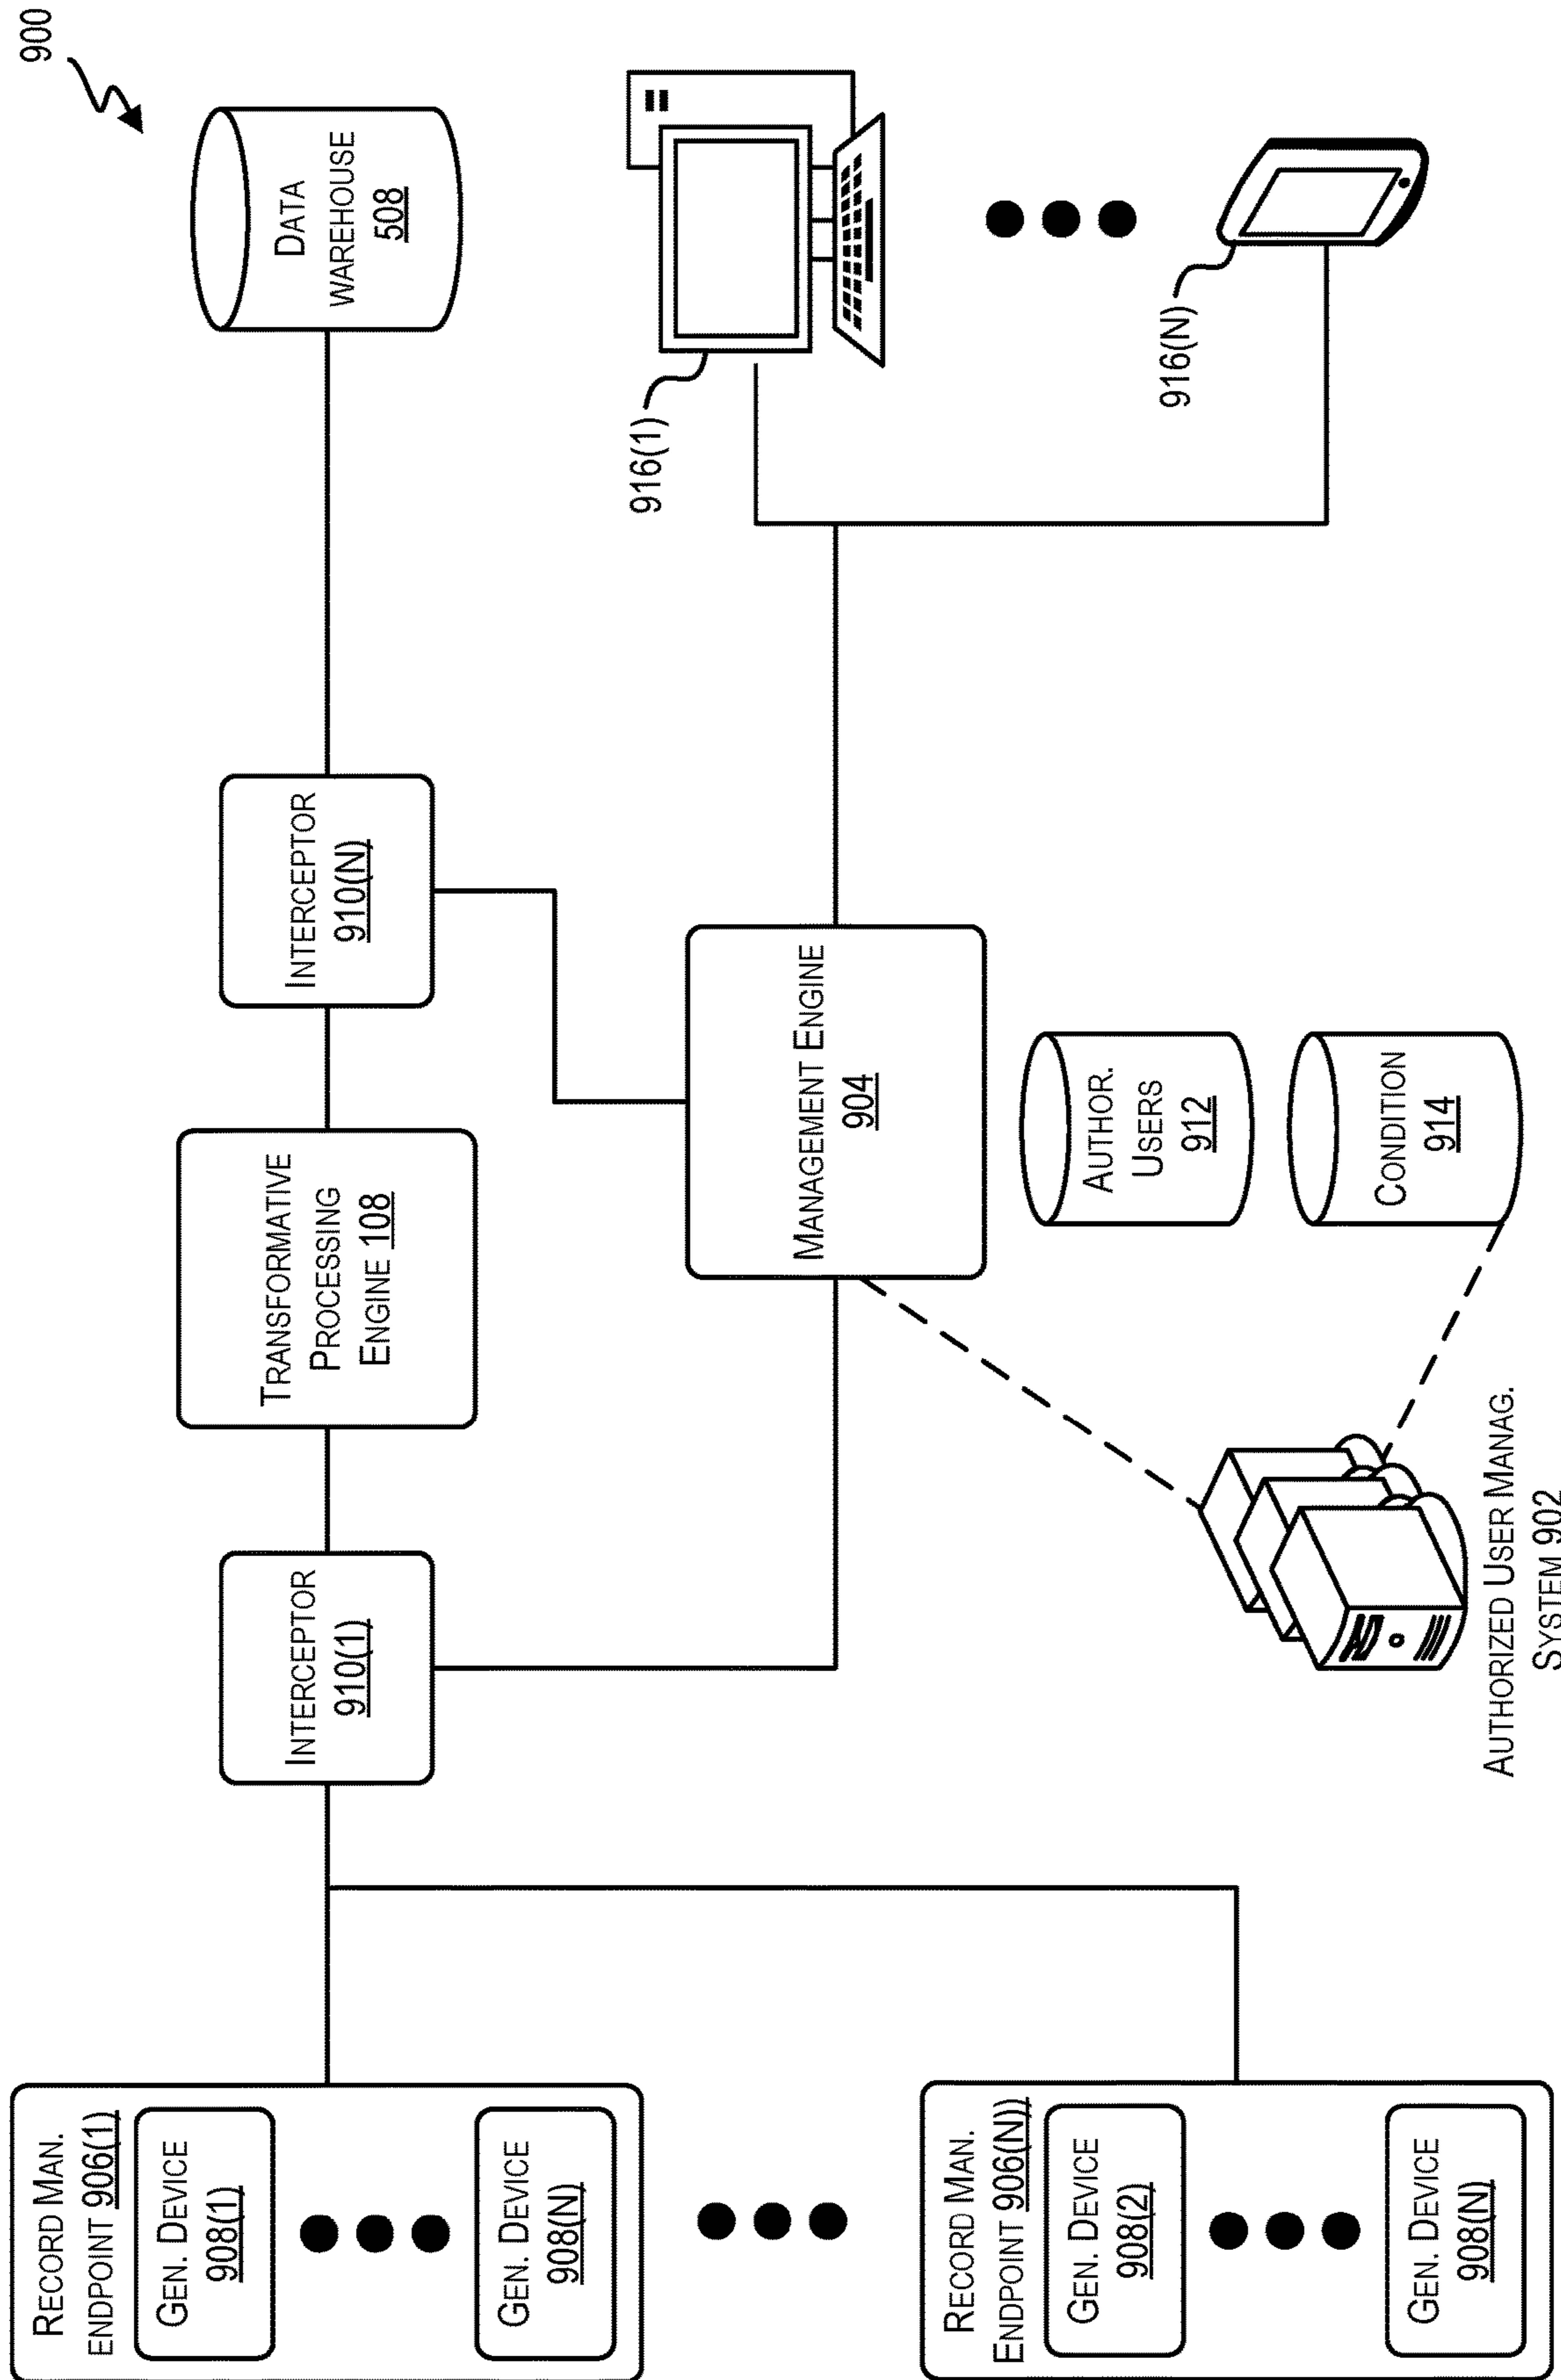 900
RECORD MAN.
ENDPOINT 906(1)
GEN. DEVICE
908(1)
GEN. DEVICE
908(N)
RECORD MAN.
ENDPOINT 906(N))
GEN. DEVICE
908(2)
GEN. DEVICE
908(N)
INTERCEPTOR
910(1)
TRANSFORMATIVE
PROCESSING
ENGINE 108
INTERCEPTOR
910(N)
DATA
WAREHOUSE
508
MANAGEMENT ENGINE
904
AUTHOR.
USERS
912
CONDITION
914
AUTHORIZED USER MANAG.
SYSTEM 902
916(1)
916(N)